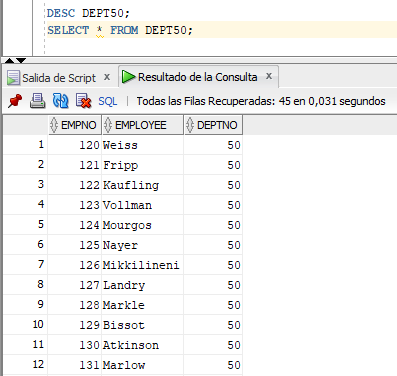 DESC DEPT50;
SELECT * FROM DEPT50;
Salida de Script x Resultado de la Consulta x
SQL | Todas las Filas Recuperadas: 45 en 0,031 segundos
EMPNO EMPLOYEE DEPTNO
1 120 Weiss 50
2 121 Fripp 50
3 122 Kaufling 50
4 123 Vollman 50
5 124 Mourgos 50
6 125 Nayer 50
7 126 Mikkilineni 50
8 127 Landry 50
9 128 Markle 50
10 129 Bissot 50
11 130 Atkinson 50
12 131 Marlow 50